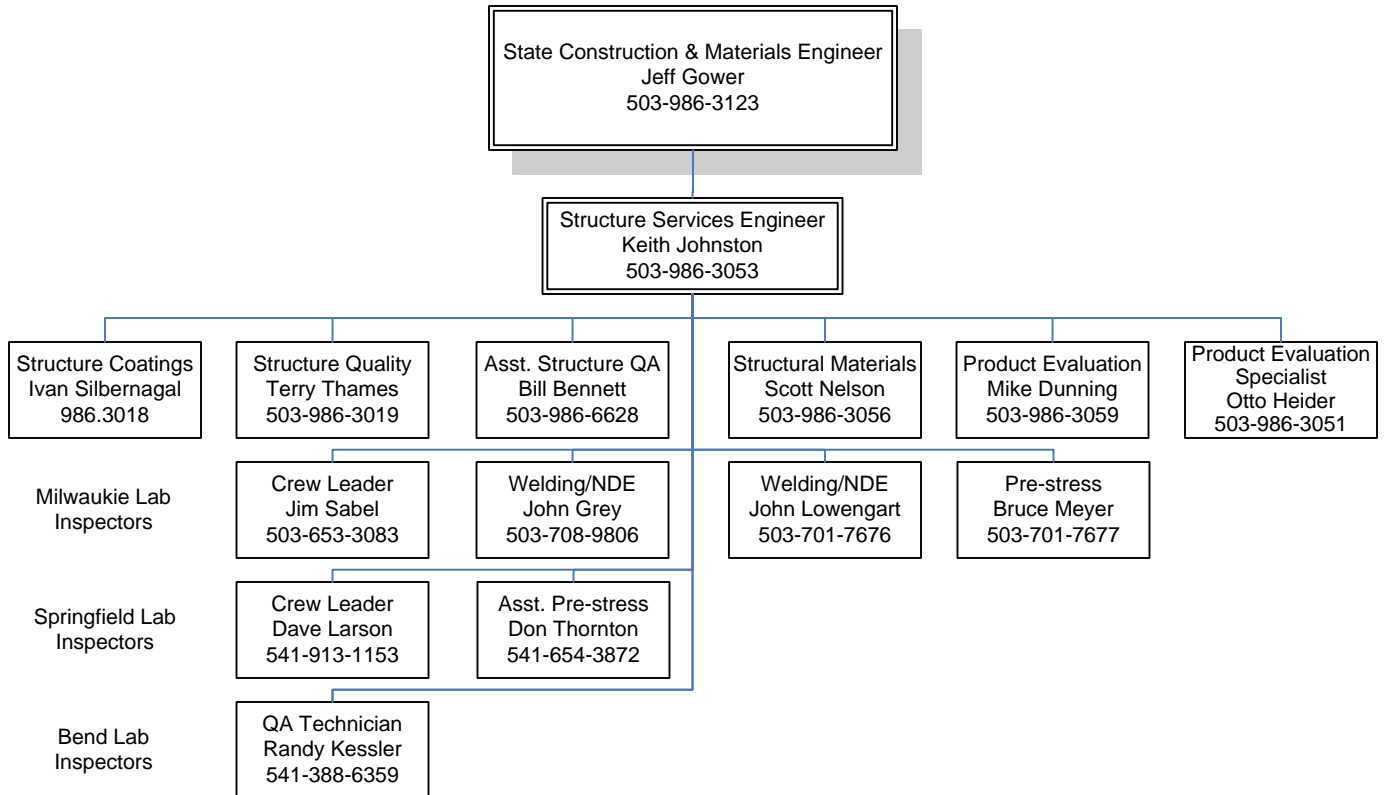 State Construction & Materials Engineer
Jeff Gower
503-986-3123
Structure Services Engineer
Keith Johnston
503-986-3053
Structure Coatings
Ivan Silbernagal
986.3018
Structure Quality
Terry Thames
503-986-3019
Asst. Structure QA
Bill Bennett
503-986-6628
Structural Materials
Scott Nelson
503-986-3056
Product Evaluation
Mike Dunning
503-986-3059
Product Evaluation
Specialist
Otto Heider
503-986-3051
Milwaukie Lab
Inspectors
Crew Leader
Jim Sabel
503-653-3083
Welding/NDE
John Grey
503-708-9806
Welding/NDE
John Lowengart
503-701-7676
Pre-stress
Bruce Meyer
503-701-7677
Springfield Lab
Inspectors
Crew Leader
Dave Larson
541-913-1153
Asst. Pre-stress
Don Thornton
541-654-3872
Bend Lab
Inspectors
QA Technician
Randy Kessler
541-388-6359